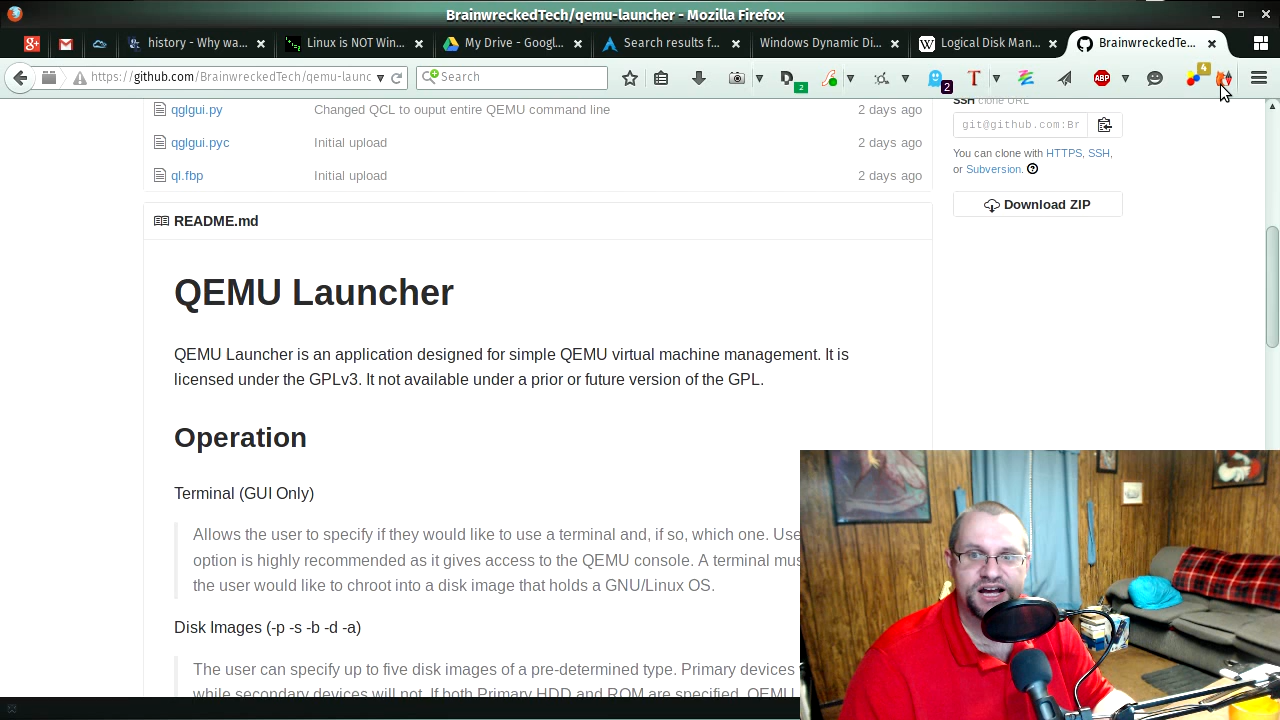 BrainwreckedTech/qemu-launcher - Mozilla Firefox
history - Why wa...
Linux is NOT Win...
My Drive - Googl...
Search results f...
Windows Dynamic Di...
Logical Disk Man...
BrainwreckedTe...
https://github.com/BrainwreckedTech/qemu-launc
Search
2
2
T
ABP
4
SSH clone URL
qglgui.py Changed QCL to ouput entire QEMU command line 2 days ago
git@github.com:Br
qglgui.pyc Initial upload 2 days ago
You can clone with HTTPS, SSH,
or Subversion.
ql.fbp Initial upload 2 days ago
Download ZIP
README.md
QEMU Launcher
QEMU Launcher is an application designed for simple QEMU virtual machine management. It is
licensed under the GPLv3. It not available under a prior or future version of the GPL.
Operation
Terminal (GUI Only)
Allows the user to specify if they would like to use a terminal and, if so, which one. Use
option is highly recommended as it gives access to the QEMU console. A terminal mus
the user would like to chroot into a disk image that holds a GNU/Linux OS.
Disk Images (-p -s -b -d -a)
The user can specify up to five disk images of a pre-determined type. Primary devices
while secondary devices will not. If both Primary HDD and ROM are specified, QEMU